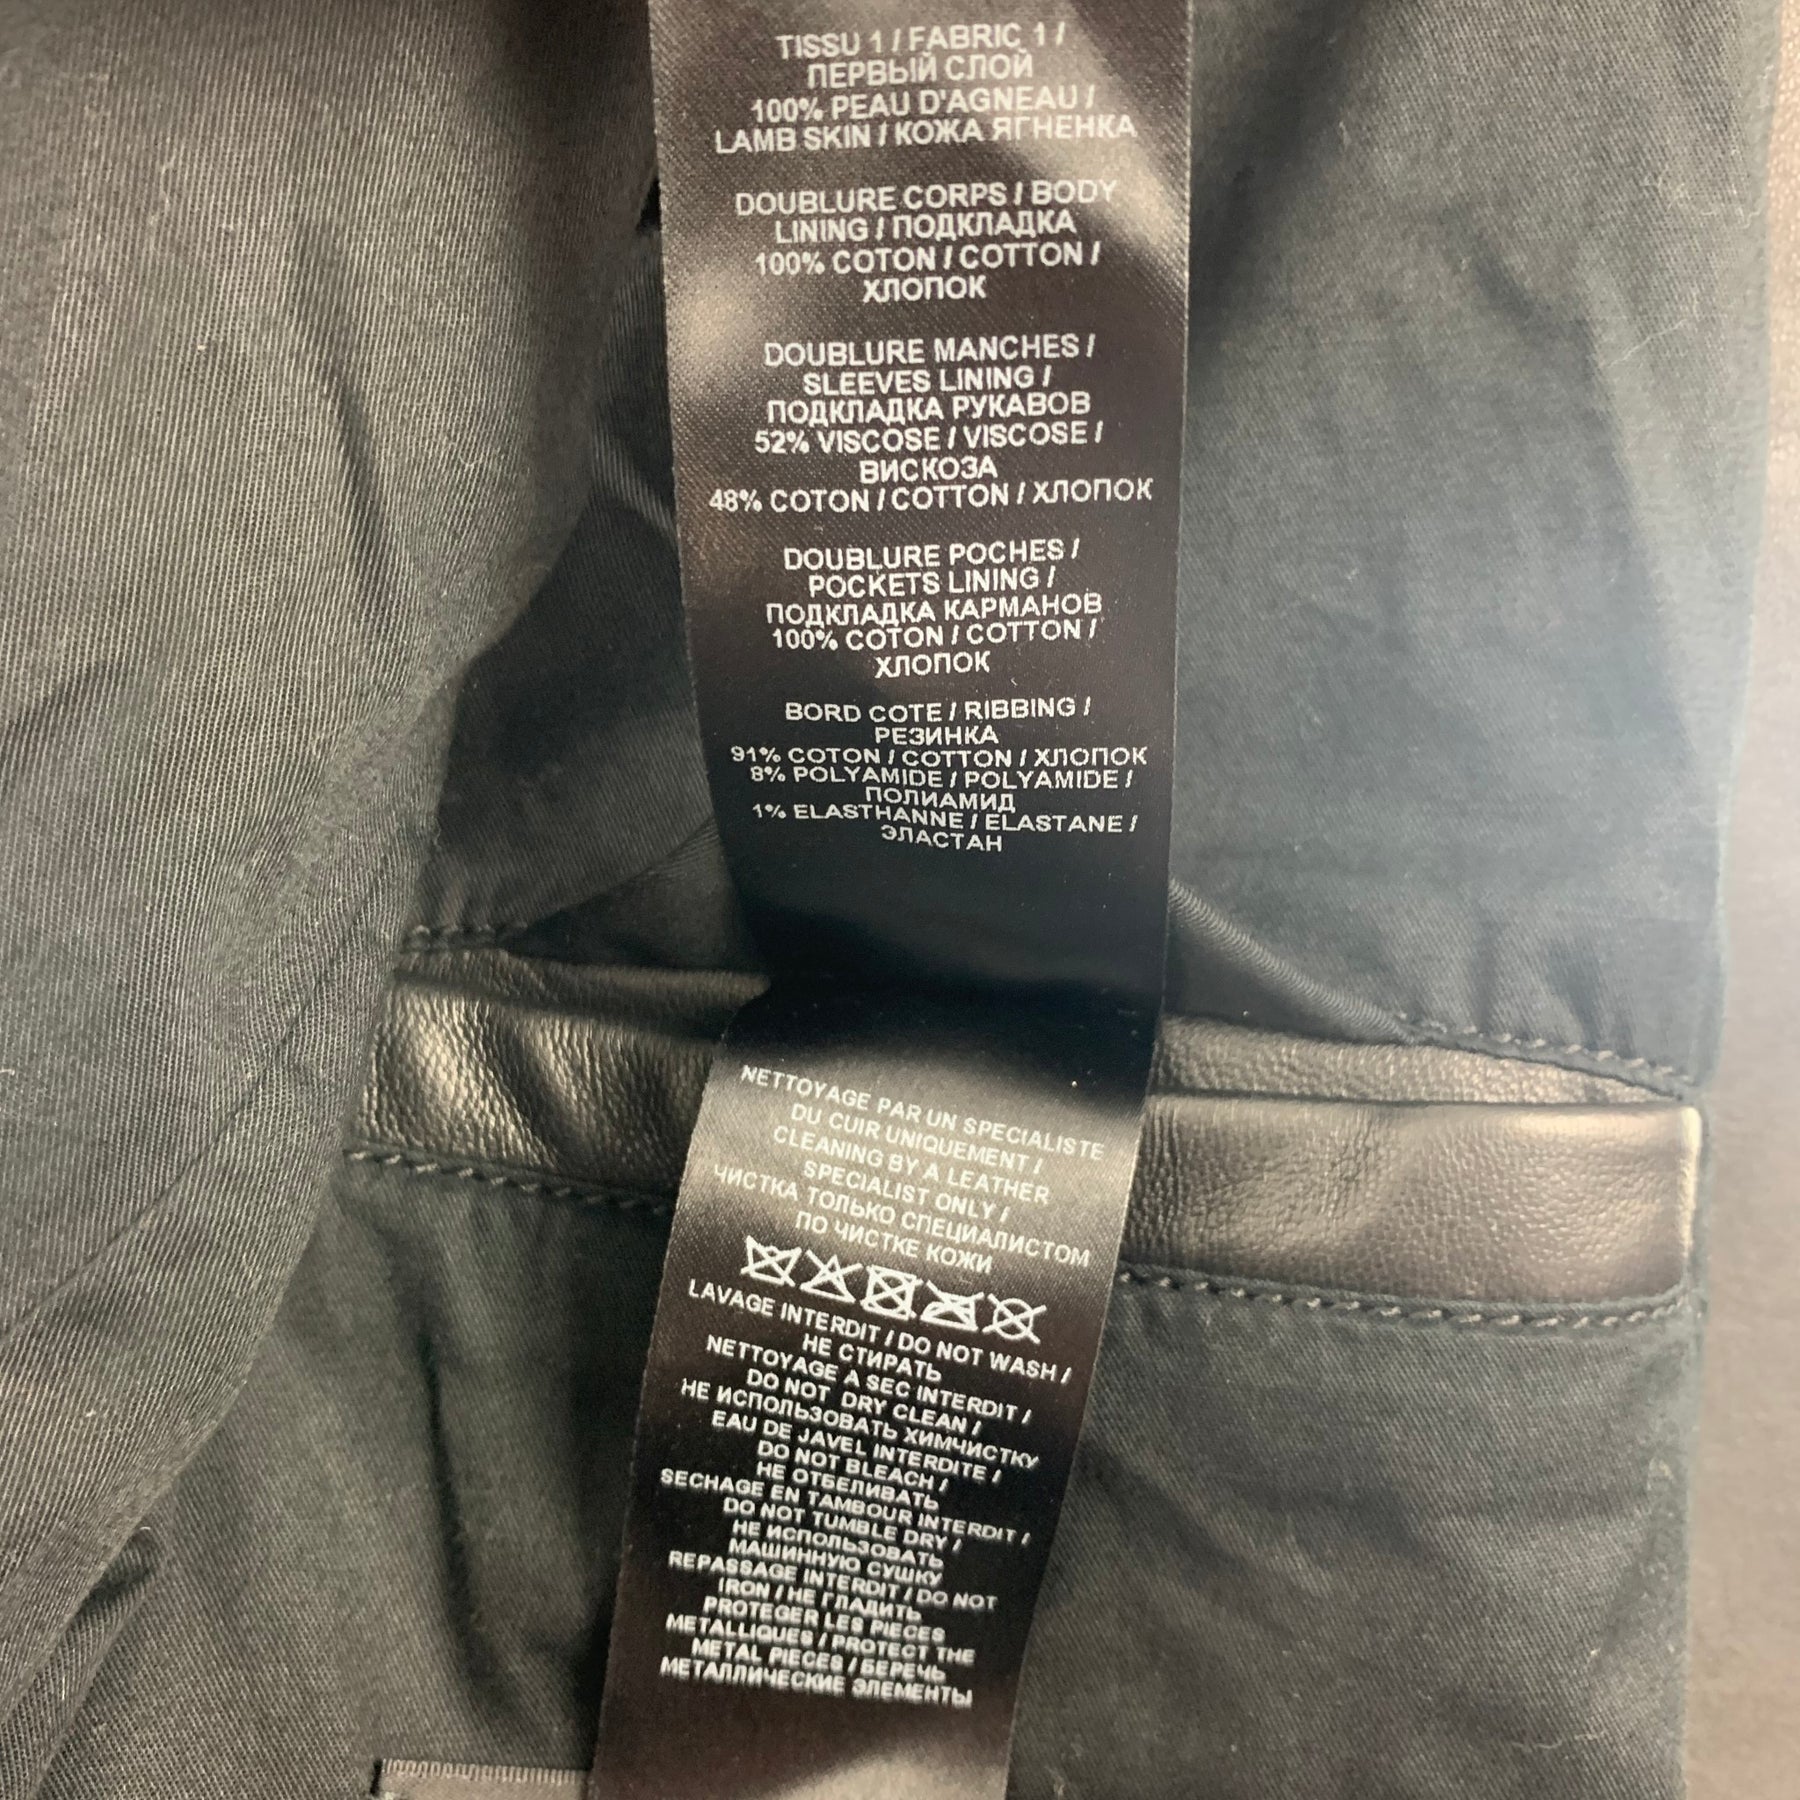 TISSU 1 / FABRIC 1 /
ПЕРВЫЙ СЛОЙ
100% PEAU D'AGNEAU /
LAMB SKIN / КОЖА ЯГНЕНКА
DOUBLURE CORPS / BODY
LINING / ПОДКЛАДКА
100% COTON / COTTON /
ХЛОПОК
DOUBLURE MANCHES /
SLEEVES LINING /
ПОДКЛАДКА РУКАВОВ
52% VISCOSE / VISCOSE /
ВИСКОЗА
48% COTON / COTTON / ХЛОПОК
DOUBLURE POCHES /
POCKETS LINING /
ПОДКЛАДКА КАРМАНОВ
100% COTON / COTTON /
ХЛОПОК
BORD COTE / RIBBING /
РЕЗИНКА
91% COTON / COTTON / ХЛОПОК
8% POLYAMIDE / POLYAMIDE /
ПОЛИАМИД
1% ELASTHANNE / ELASTANE /
ЭЛАСТАН
NETTOYAGE PAR UN SPECIALISTE
DU CUIR UNIQUEMENT /
CLEANING BY A LEATHER
SPECIALIST ONLY /
ЧИСТКА ТОЛЬКО СПЕЦИАЛИСТОМ
ПО ЧИСТКЕ КОЖИ
LAVAGE INTERDIT / DO NOT WASH /
НЕ СТИРАТЬ
NETTOYAGE A SEC INTERDIT /
DO NOT DRY CLEAN /
НЕ ИСПОЛЬЗОВАТЬ ХИМЧИСТКУ
EAU DE JAVEL INTERDITE /
DO NOT BLEACH /
НЕ ОТБЕЛИВАТЬ
SECHAGE EN TAMBOUR INTERDIT /
DO NOT TUMBLE DRY /
НЕ ИСПОЛЬЗОВАТЬ
МАШИННУЮ СУШКУ
REPASSAGE INTERDIT / DO NOT
IRON / НЕ ГЛАДИТЬ
PROTEGER LES PIECES
METALLIQUES / PROTECT THE
METAL PIECES / БЕРЕЧЬ
МЕТАЛЛИЧЕСКИЕ ЭЛЕМЕНТЫ